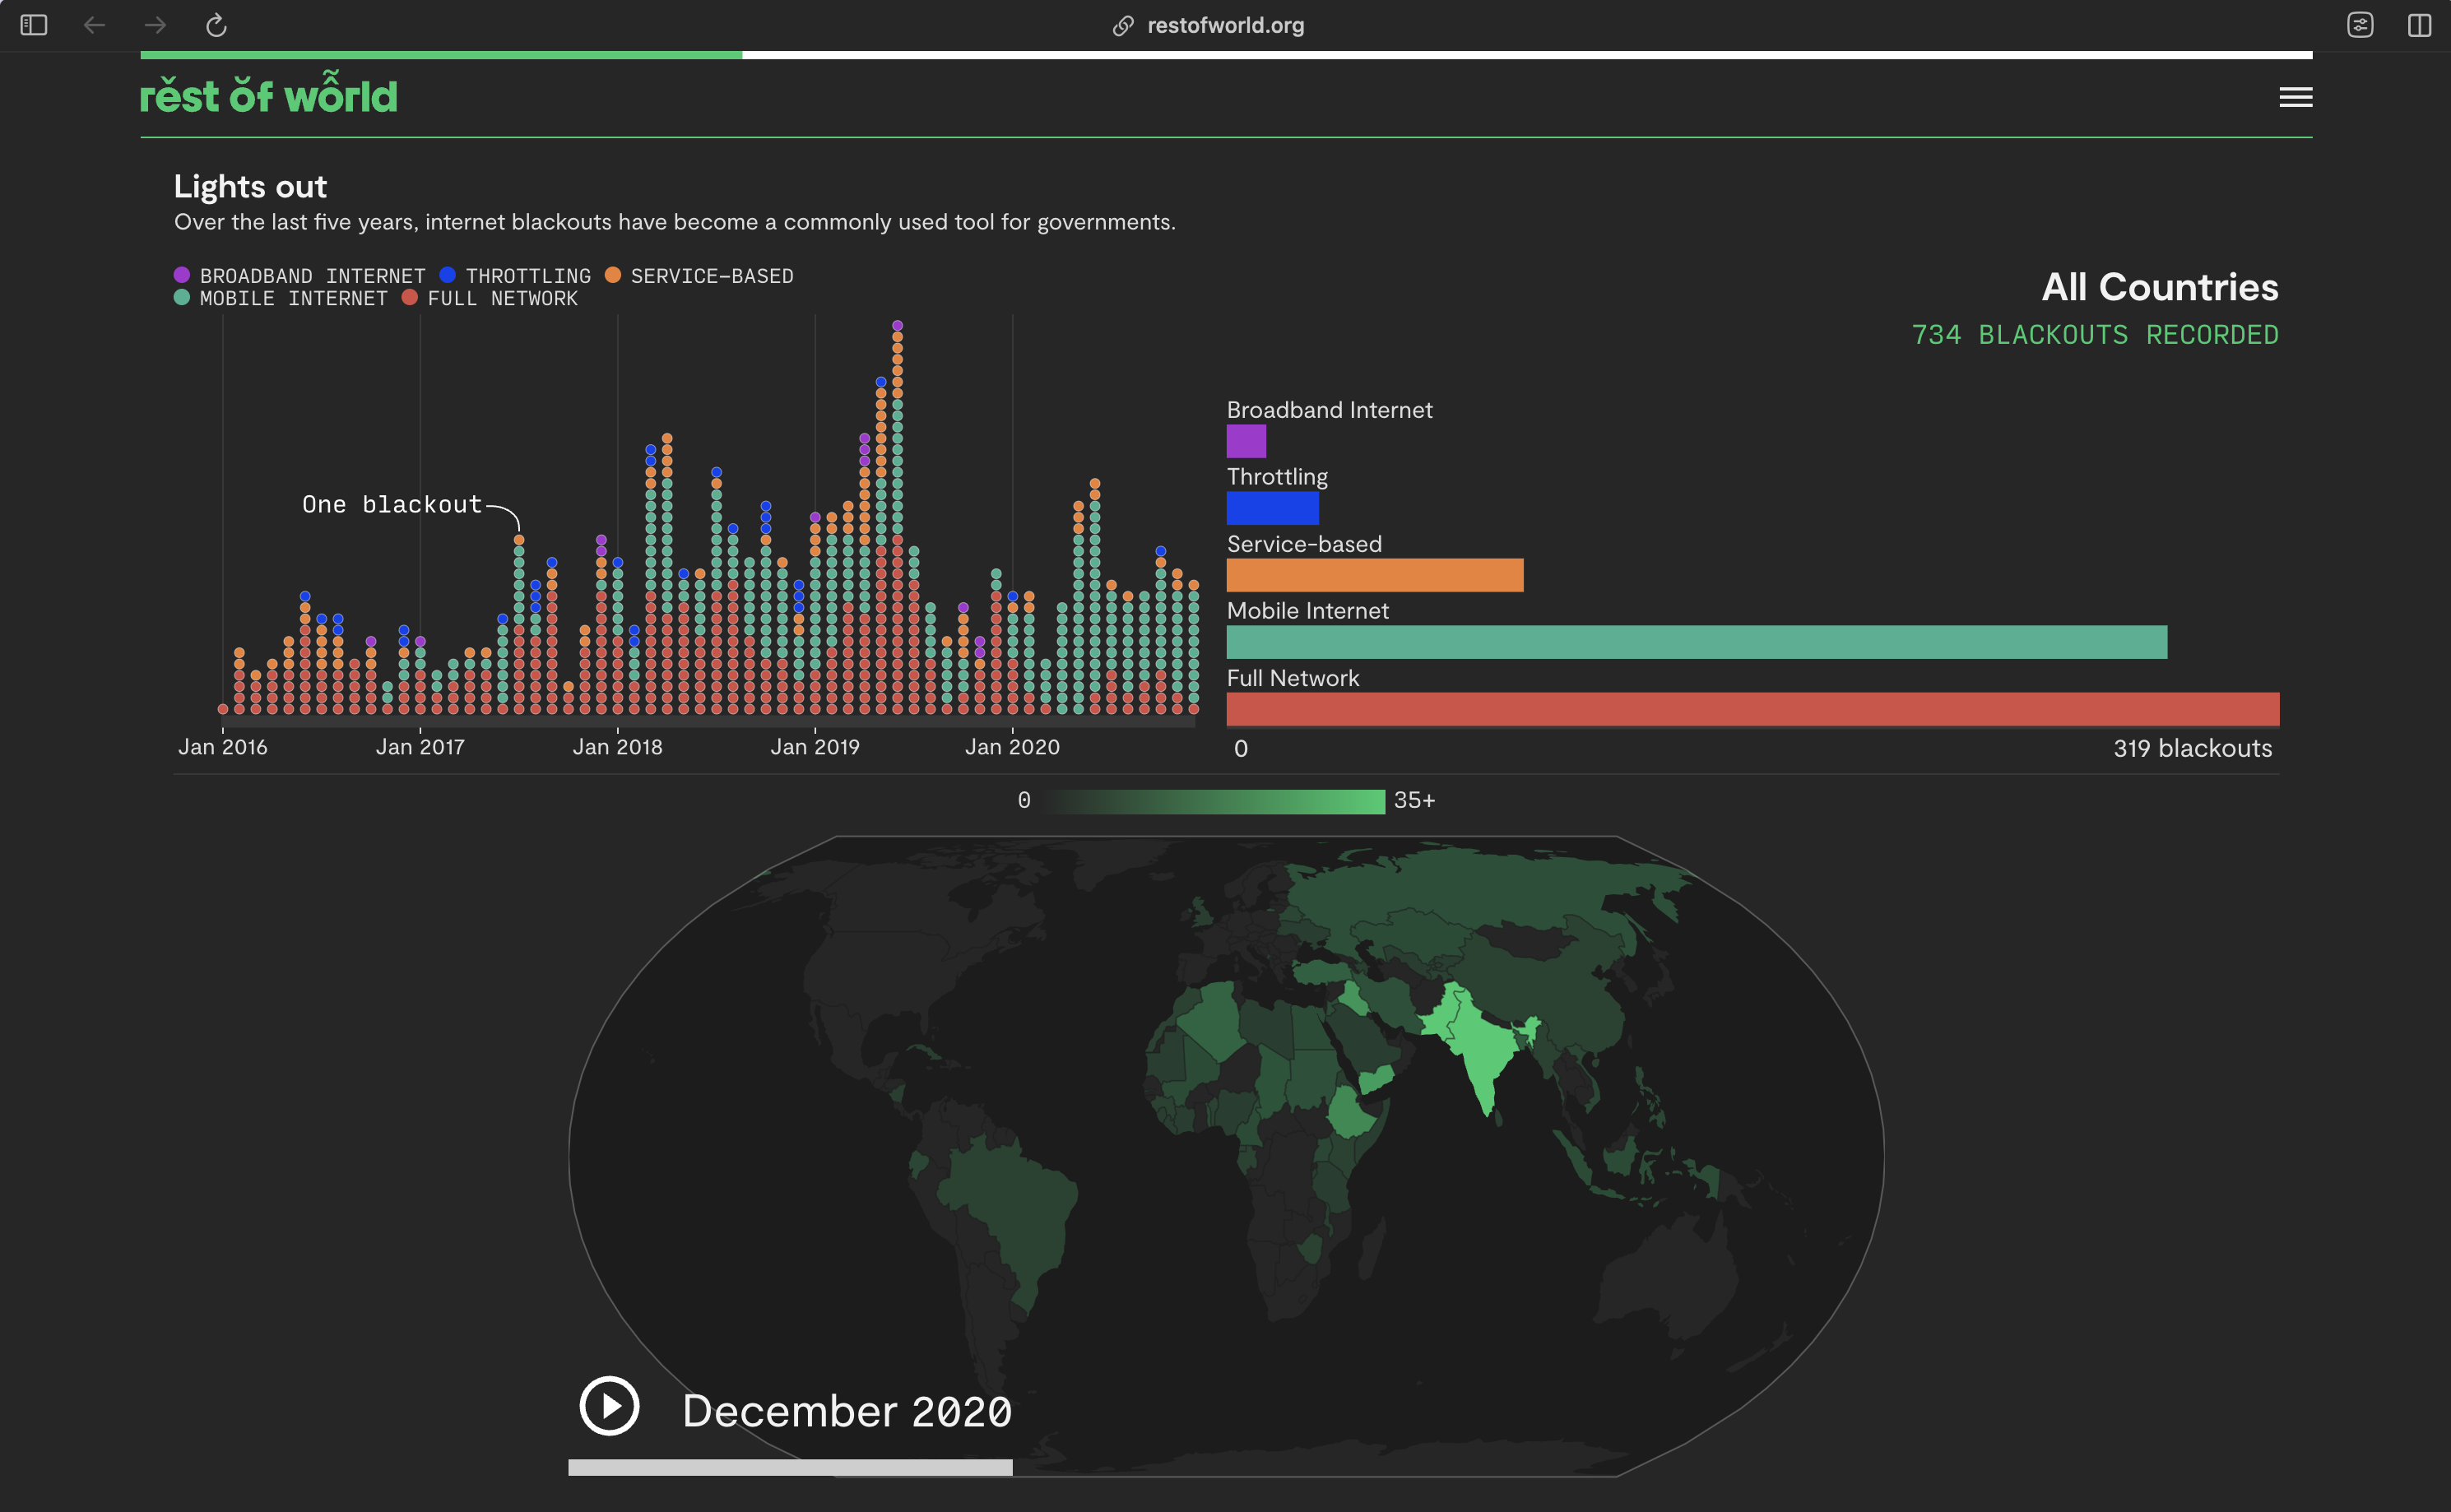 restofworld.org
rěst ŏf wỗrld
Lights out
Over the last five years, internet blackouts have become a commonly used tool for governments.
BROADBAND INTERNET THROTTLING SERVICE-BASED
MOBILE INTERNET FULL NETWORK
All Countries
734 BLACKOUTS RECORDED
One blackout
Jan 2016 Jan 2017 Jan 2018 Jan 2019 Jan 2020
Broadband Internet
Throttling
Service-based
Mobile Internet
Full Network
0 319 blackouts
0 35+
December 2020